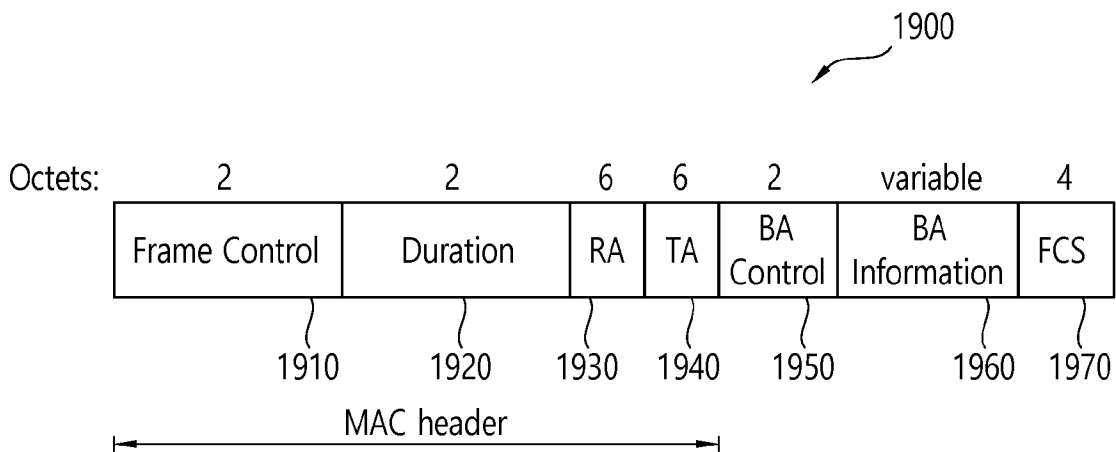 1900
Octets: 2 2 6 6 2 variable 4
Frame Control Duration RA TA BA Control BA Information FCS
1910 1920 1930 1940 1950 1960 1970
MAC header